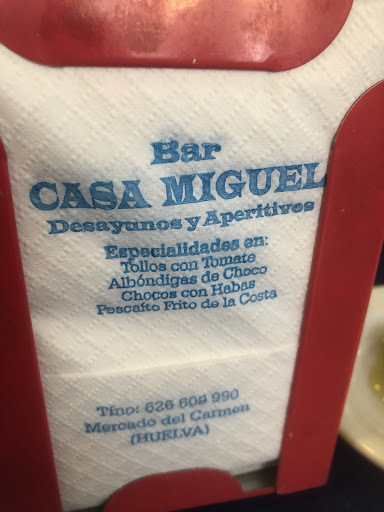 Bar
CASA MIGUEL
Desayunos y Aperitivos
Especialidades en:
Tollos con Tomate
Albóndigas de Choco
Chocos con Habas
Pescaíto Frito de la Costa
Tfno: 626 609 990
Mercado del Carmen
(HUELVA)